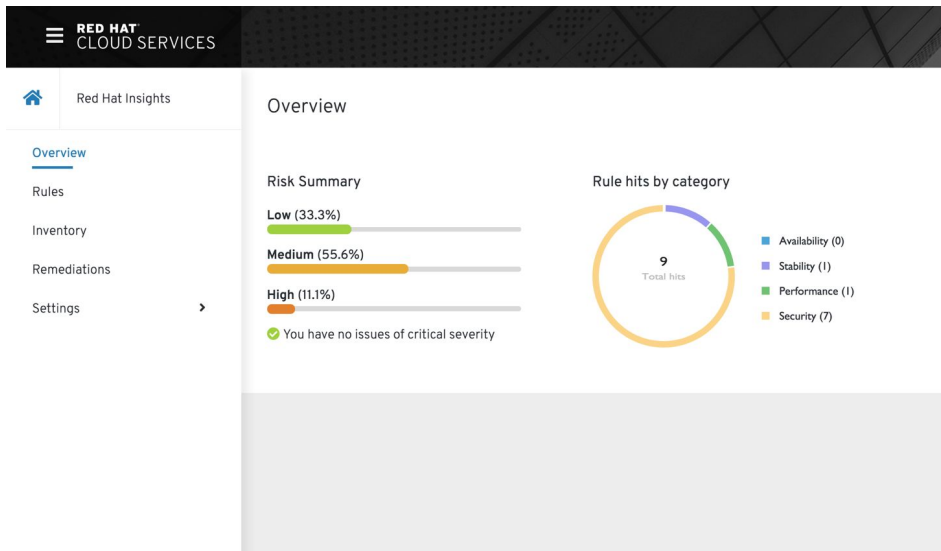 RED HAT
CLOUD SERVICES
Red Hat Insights
Overview
Rules
Inventory
Remediations
Settings
Overview
Risk Summary
Low (33.3%)
Medium (55.6%)
High (11.1%)
You have no issues of critical severity
Rule hits by category
9
Total hits
Availability (0)
Stability (1)
Performance (1)
Security (7)